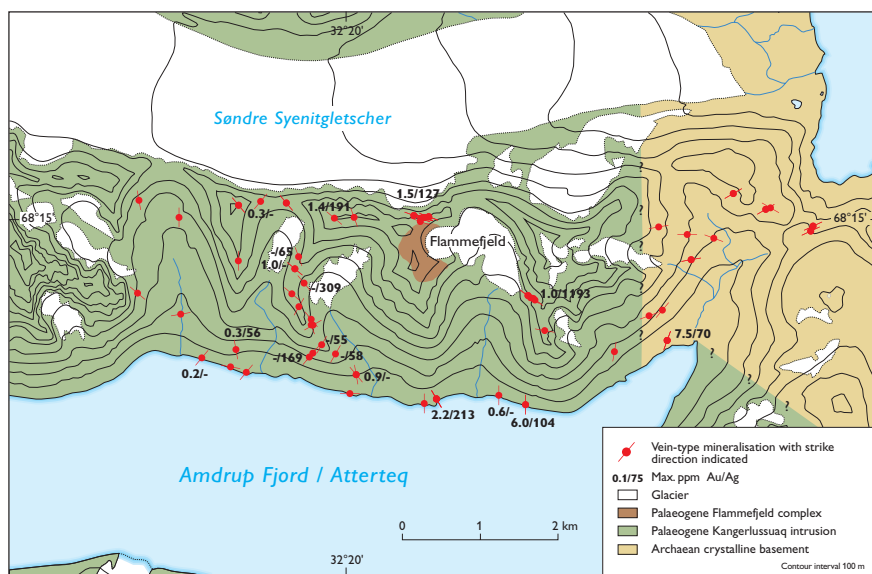 32°20'
Søndre Syenitgletscher
?
1.5/127
1.4/191
0.3/-
68°15'
68°15'
?
Flammefjeld
-/65
1.0/-
?
-/309
1.0/1193
?
0.3/56
-/55
7.5/70
-/169
-/58
?
?
0.2/-
0.9/-
?
0.6/-
2.2/213
6.0/104
?
Amdrup Fjord / Atterteq
0 1 2 km
32°20'
Vein-type mineralisation with strike
direction indicated
0.1/75 Max. ppm Au/Ag
Glacier
Palaeogene Flammefjeld complex
Palaeogene Kangerlussuaq intrusion
Archaean crystalline basement
Contour interval 100 m